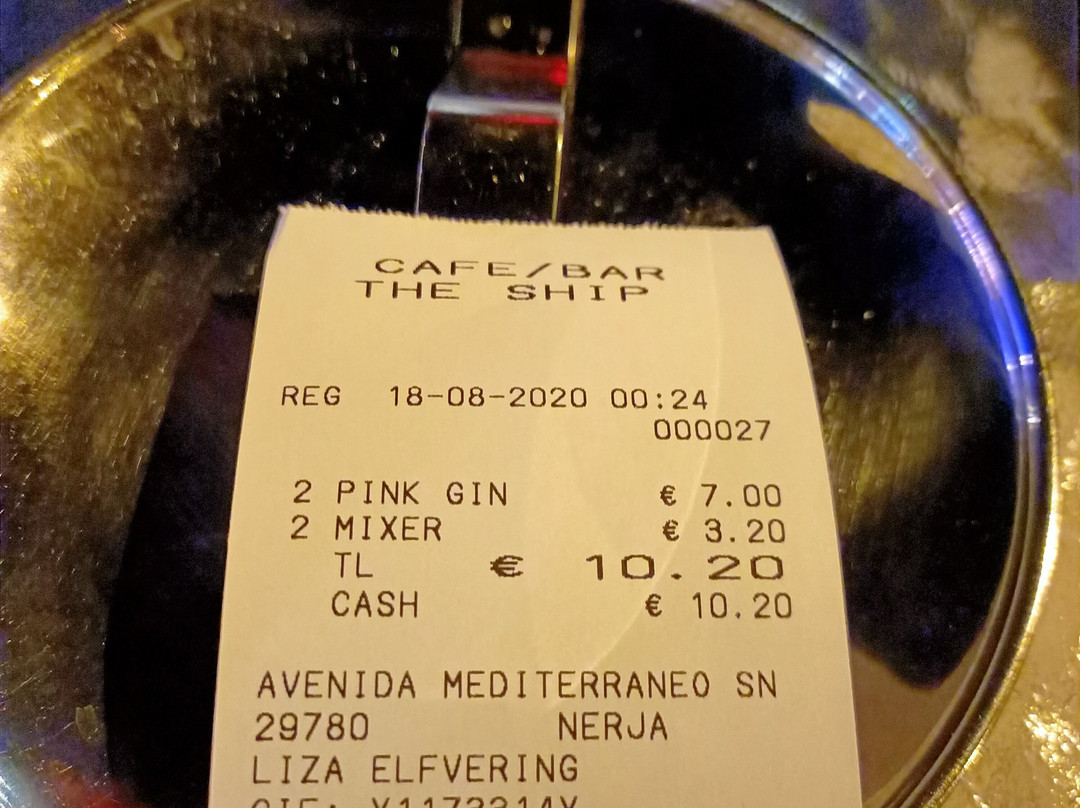 CAFE/BAR
THE SHIP
REG 18-08-2020 00:24
000027
2 PINK GIN € 7.00
2 MIXER € 3.20
TL € 10.20
CASH € 10.20
AVENIDA MEDITERRANEO SN
29780 NERJA
LIZA ELFVERING
CIF: